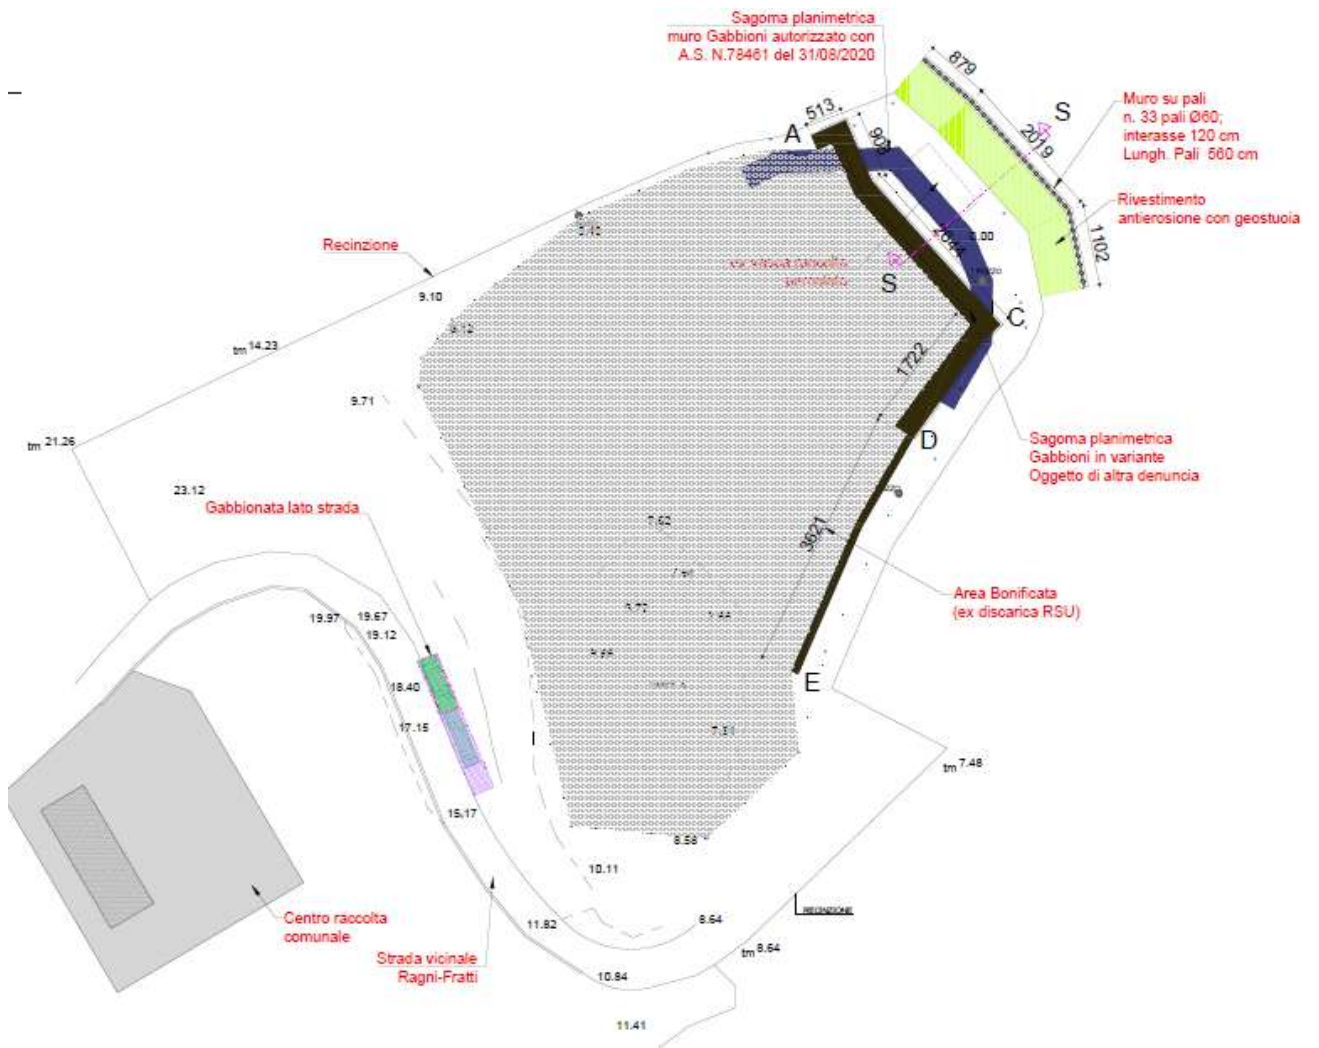 Sagoma planimetrica
muro Gabbioni autorizzato con
A.S. N.78461 del 31/08/2020
879
S
Muro su pali
n. 33 pali Ø60;
interasse 120 cm
Lungh. Pali 560 cm
513
A
2019
Rivestimento
antierosione con geostuoia
1102
Recinzione
S
9.10
C
tm 14.23
1722
9.71
tm 21.26
D
Sagoma planimetrica
Gabbioni in variante
Oggetto di altra denuncia
23.12
Gabbionata lato strada
7.62
3621
Area Bonificata
(ex discarica RSU)
19.97
19.67
19.12
E
18.40
17.15
tm 7.48
15.17
8.58
10.11
RECINZIONE
Centro raccolta
comunale
11.82
8.64
tm 8.64
Strada vicinale
Ragni-Fratti
10.84
11.41